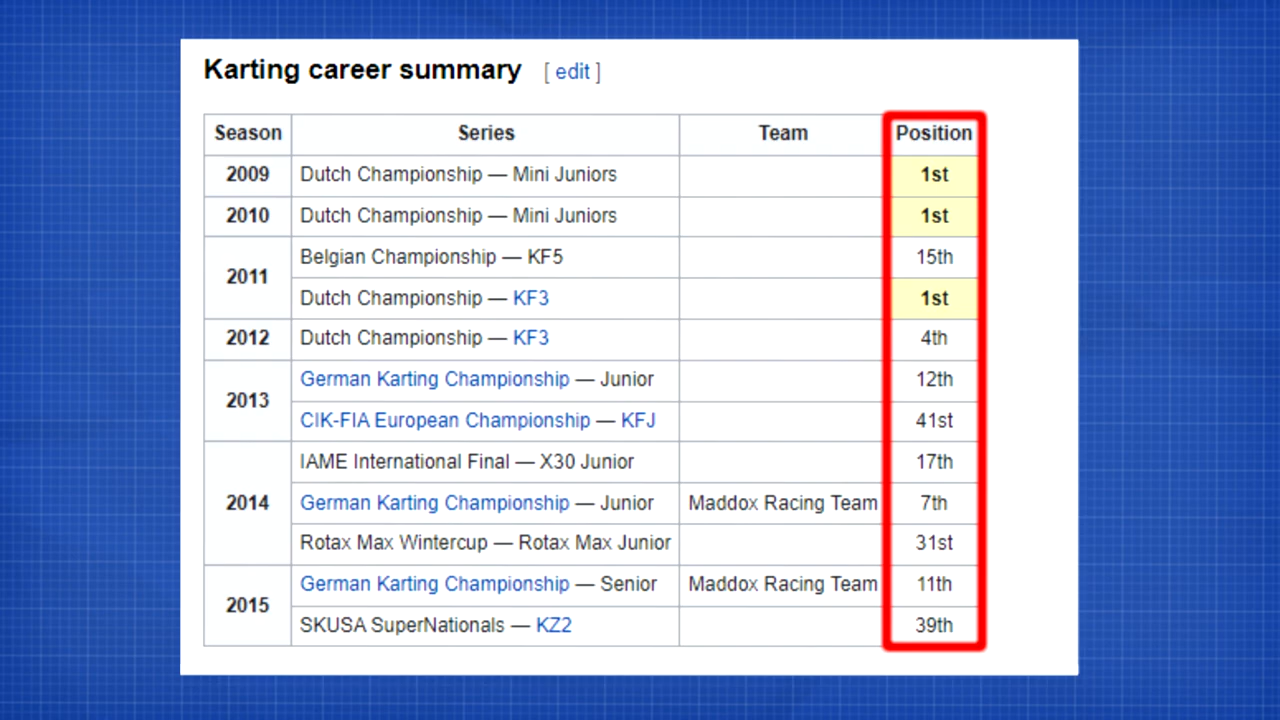 Karting career summary [ edit ]
Season Series Team Position
2009 Dutch Championship — Mini Juniors 1st
2010 Dutch Championship — Mini Juniors 1st
2011 Belgian Championship — KF5 15th
Dutch Championship — KF3 1st
2012 Dutch Championship — KF3 4th
2013 German Karting Championship — Junior 12th
CIK-FIA European Championship — KFJ 41st
2014 IAME International Final — X30 Junior 17th
German Karting Championship — Junior Maddox Racing Team 7th
Rotax Max Wintercup — Rotax Max Junior 31st
2015 German Karting Championship — Senior Maddox Racing Team 11th
SKUSA SuperNationals — KZ2 39th